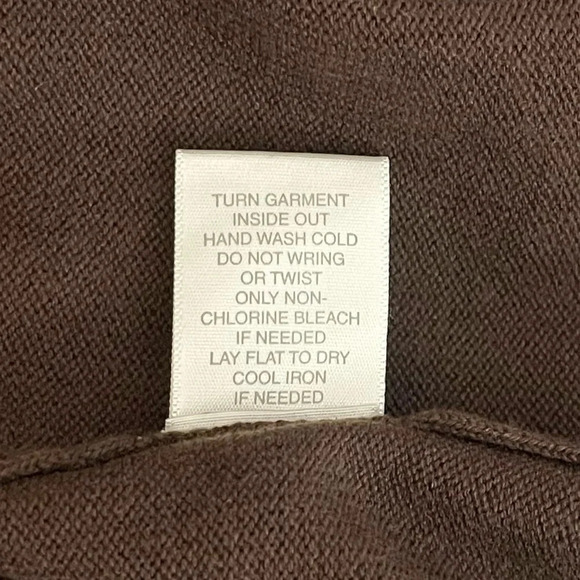 TURN GARMENT
INSIDE OUT
HAND WASH COLD
DO NOT WRING
OR TWIST
ONLY NON-
CHLORINE BLEACH
IF NEEDED
LAY FLAT TO DRY
COOL IRON
IF NEEDED